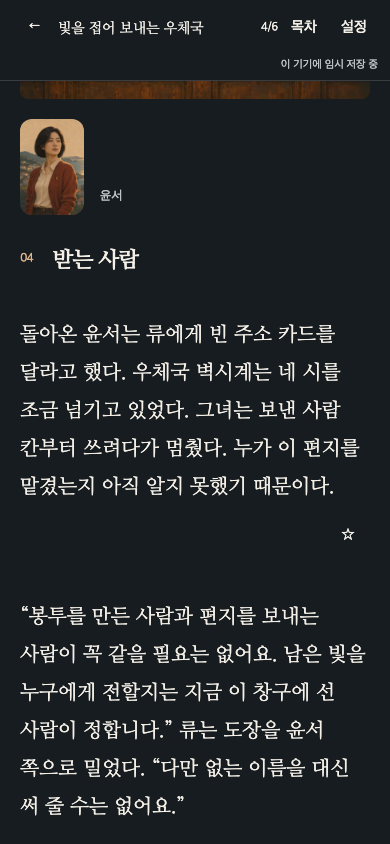 ← 빛을 접어 보내는 우체국 4/6 목차 설정
이 기기에 임시 저장 중
윤서
04 받는 사람
돌아온 윤서는 류에게 빈 주소 카드를
달라고 했다. 우체국 벽시계는 네 시를
조금 넘기고 있었다. 그녀는 보낸 사람
칸부터 쓰려다가 멈췄다. 누가 이 편지를
맡겼는지 아직 알지 못했기 때문이다.
☆
“봉투를 만든 사람과 편지를 보내는
사람이 꼭 같을 필요는 없어요. 남은 빛을
누구에게 전할지는 지금 이 창구에 선
사람이 정합니다.” 류는 도장을 윤서
쪽으로 밀었다. “다만 없는 이름을 대신
써 줄 수는 없어요.”